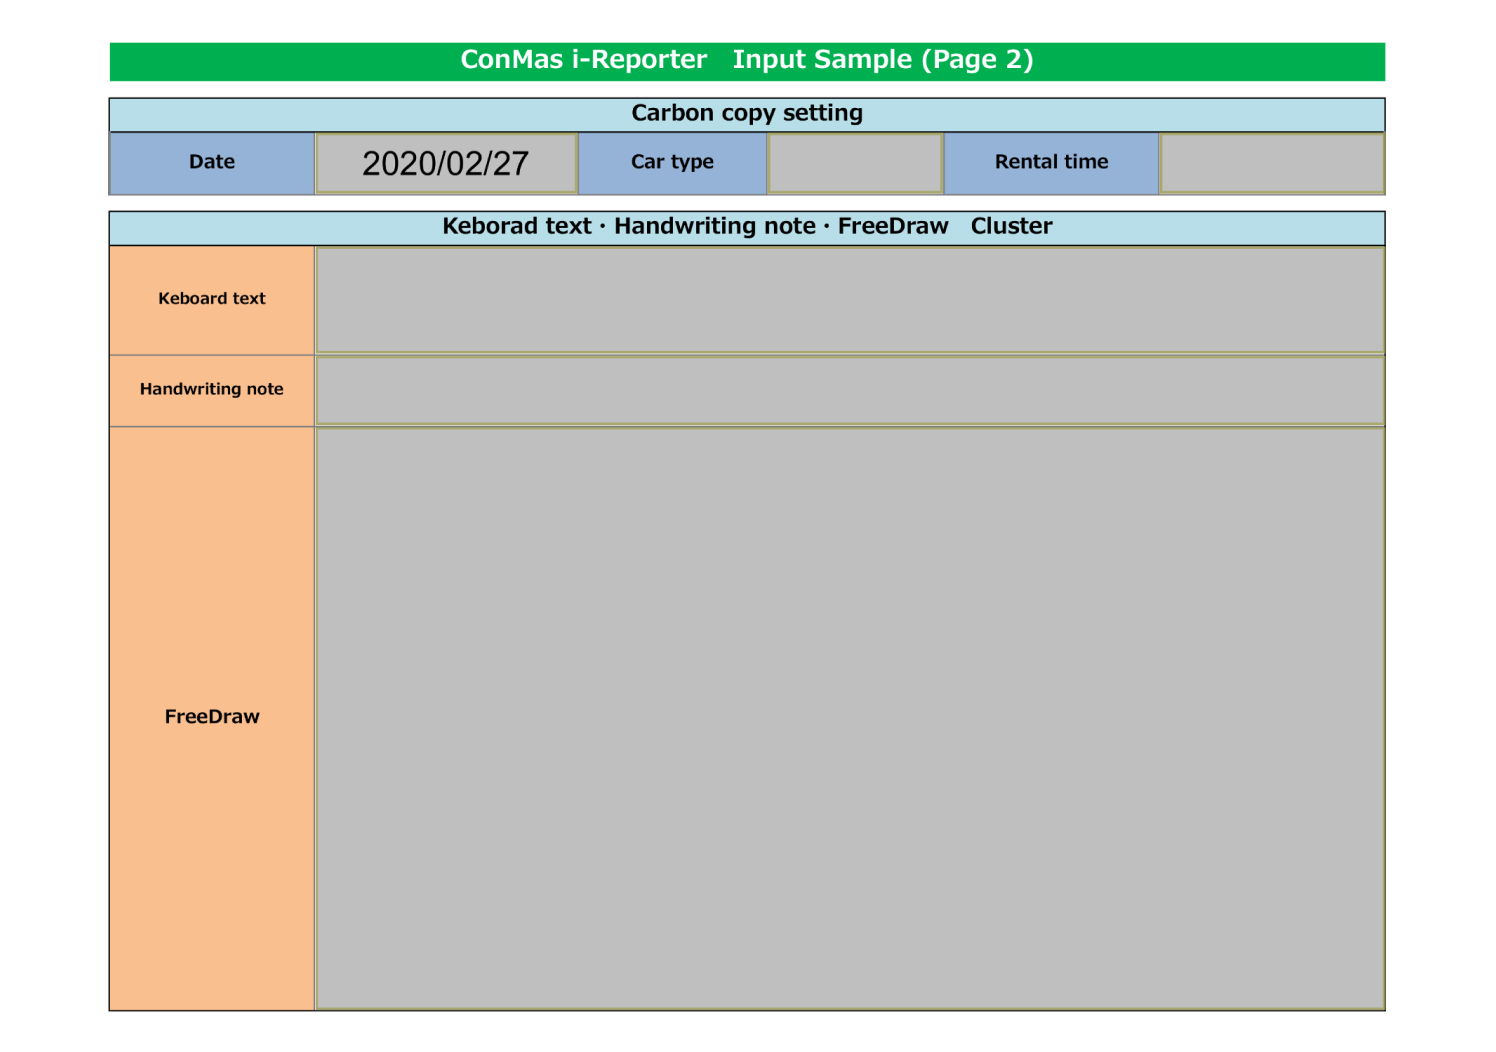 ConMas i-Reporter   Input Sample (Page 2)
Carbon copy setting
Date 2020/02/27 Car type Rental time
Keborad text・Handwriting note・FreeDraw   Cluster
Keboard text
Handwriting note
FreeDraw